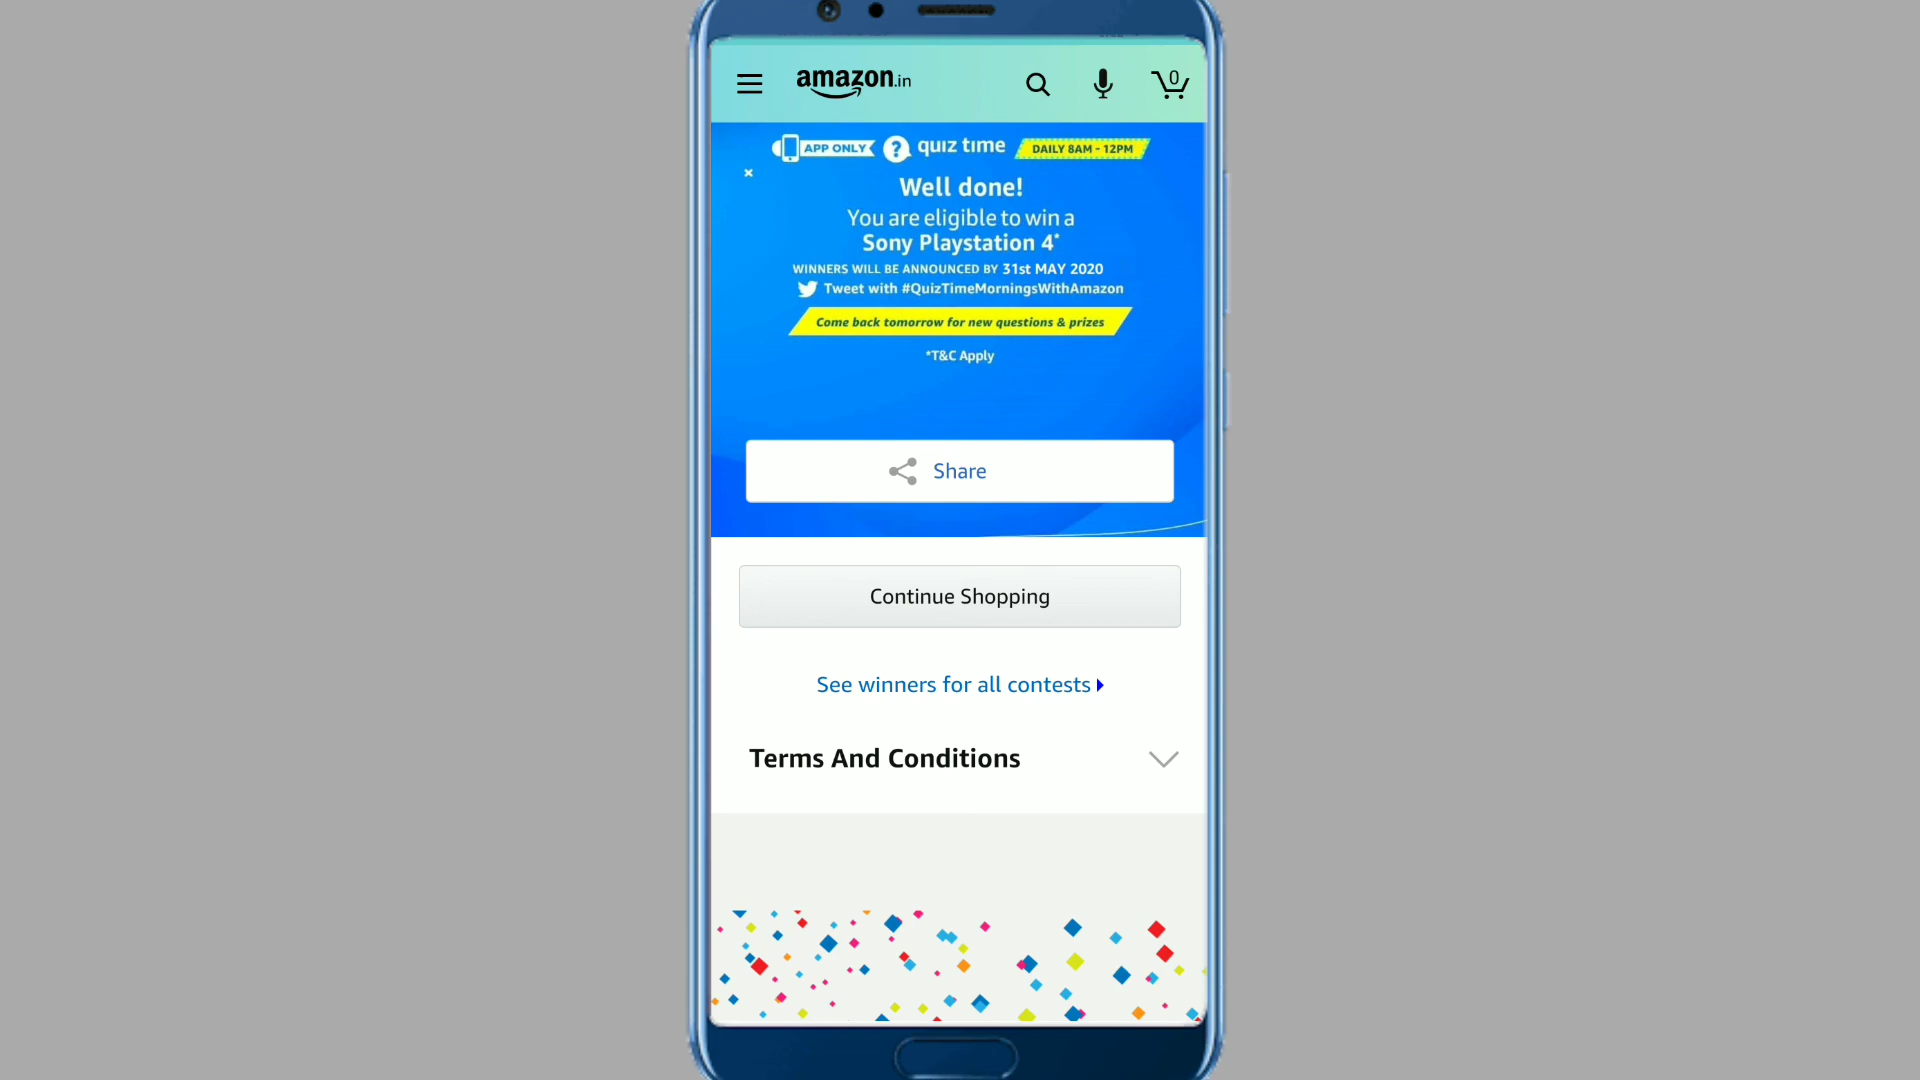 amazon.in
0
APP ONLY ? quiz time DAILY 8AM - 12PM
Well done!
You are eligible to win a
Sony Playstation 4*
WINNERS WILL BE ANNOUNCED BY 31st MAY 2020
Tweet with #QuizTimeMorningsWithAmazon
Come back tomorrow for new questions & prizes
*T&C Apply
Share
Continue Shopping
See winners for all contests
Terms And Conditions